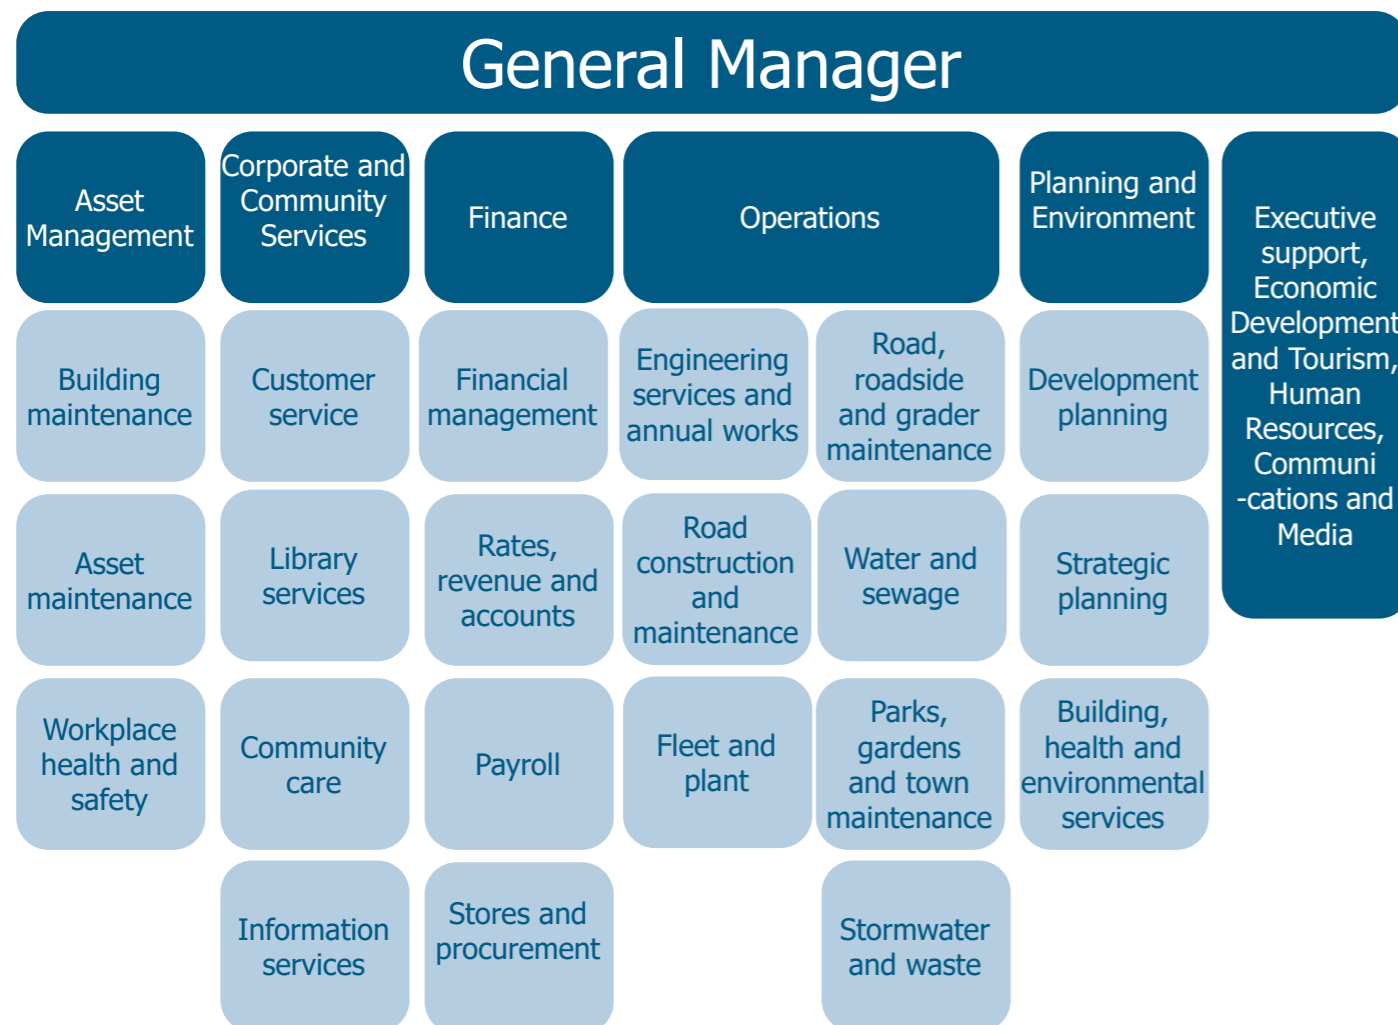 General Manager
Asset
Management
Corporate and
Community
Services
Finance
Operations
Planning and
Environment
Executive
support,
Economic
Development
and Tourism,
Human
Resources,
Communi
-cations and
Media
Building
maintenance
Customer
service
Financial
management
Engineering
services and
annual works
Road,
roadside
and grader
maintenance
Development
planning
Asset
maintenance
Library
services
Rates,
revenue and
accounts
Road
construction
and
maintenance
Water and
sewage
Strategic
planning
Workplace
health and
safety
Community
care
Payroll
Fleet and
plant
Parks,
gardens
and town
maintenance
Building,
health and
environmental
services
Information
services
Stores and
procurement
Stormwater
and waste